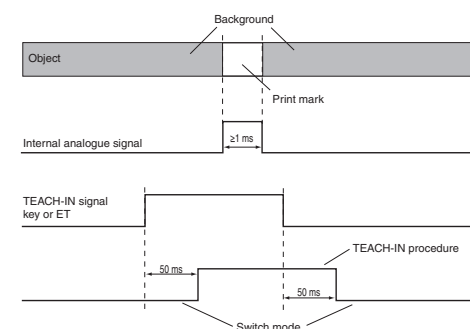 Background
Object
Print mark
Internal analogue signal
≥1 ms
TEACH-IN signal
key or ET
TEACH-IN procedure
50 ms
50 ms
Switch mode